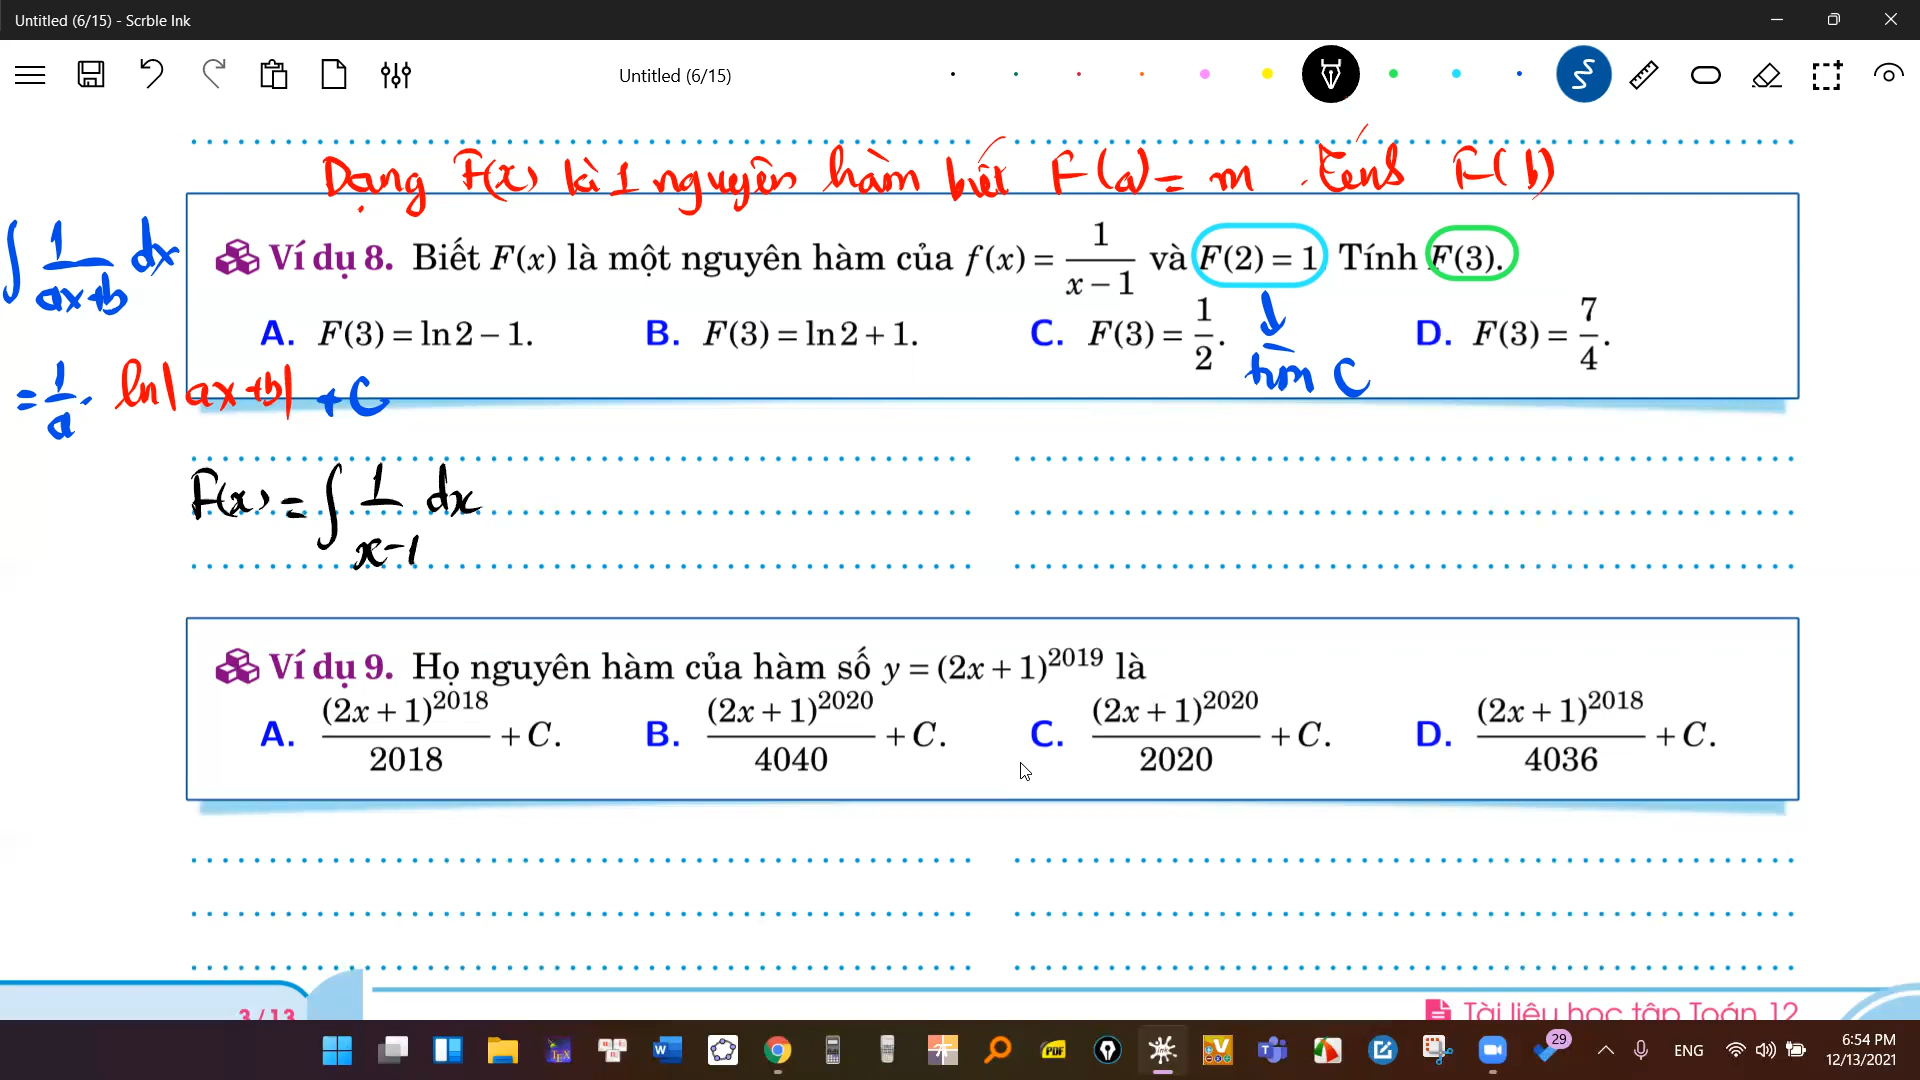 Untitled (6/15) - Scrble Ink
Untitled (6/15)
Dạng F(x) là 1 nguyên hàm biết F(a) = m . Tính F(b)
∫ 1/(ax+b) dx
= 1/a . ln|ax+b| + C
Ví dụ 8. Biết F(x) là một nguyên hàm của f(x) = 1/(x − 1) và F(2) = 1 Tính F(3).
A. F(3) = ln 2 − 1. B. F(3) = ln 2 + 1. C. F(3) = 1/2. D. F(3) = 7/4.
tìm C
F(x) = ∫ 1/(x-1) dx
Ví dụ 9. Họ nguyên hàm của hàm số y = (2x + 1)^2019 là
A. (2x + 1)^2018/2018 + C. B. (2x + 1)^2020/4040 + C. C. (2x + 1)^2020/2020 + C. D. (2x + 1)^2018/4036 + C.
3/13
Tài liệu học tập Toán 12
29
ENG
6:54 PM
12/13/2021